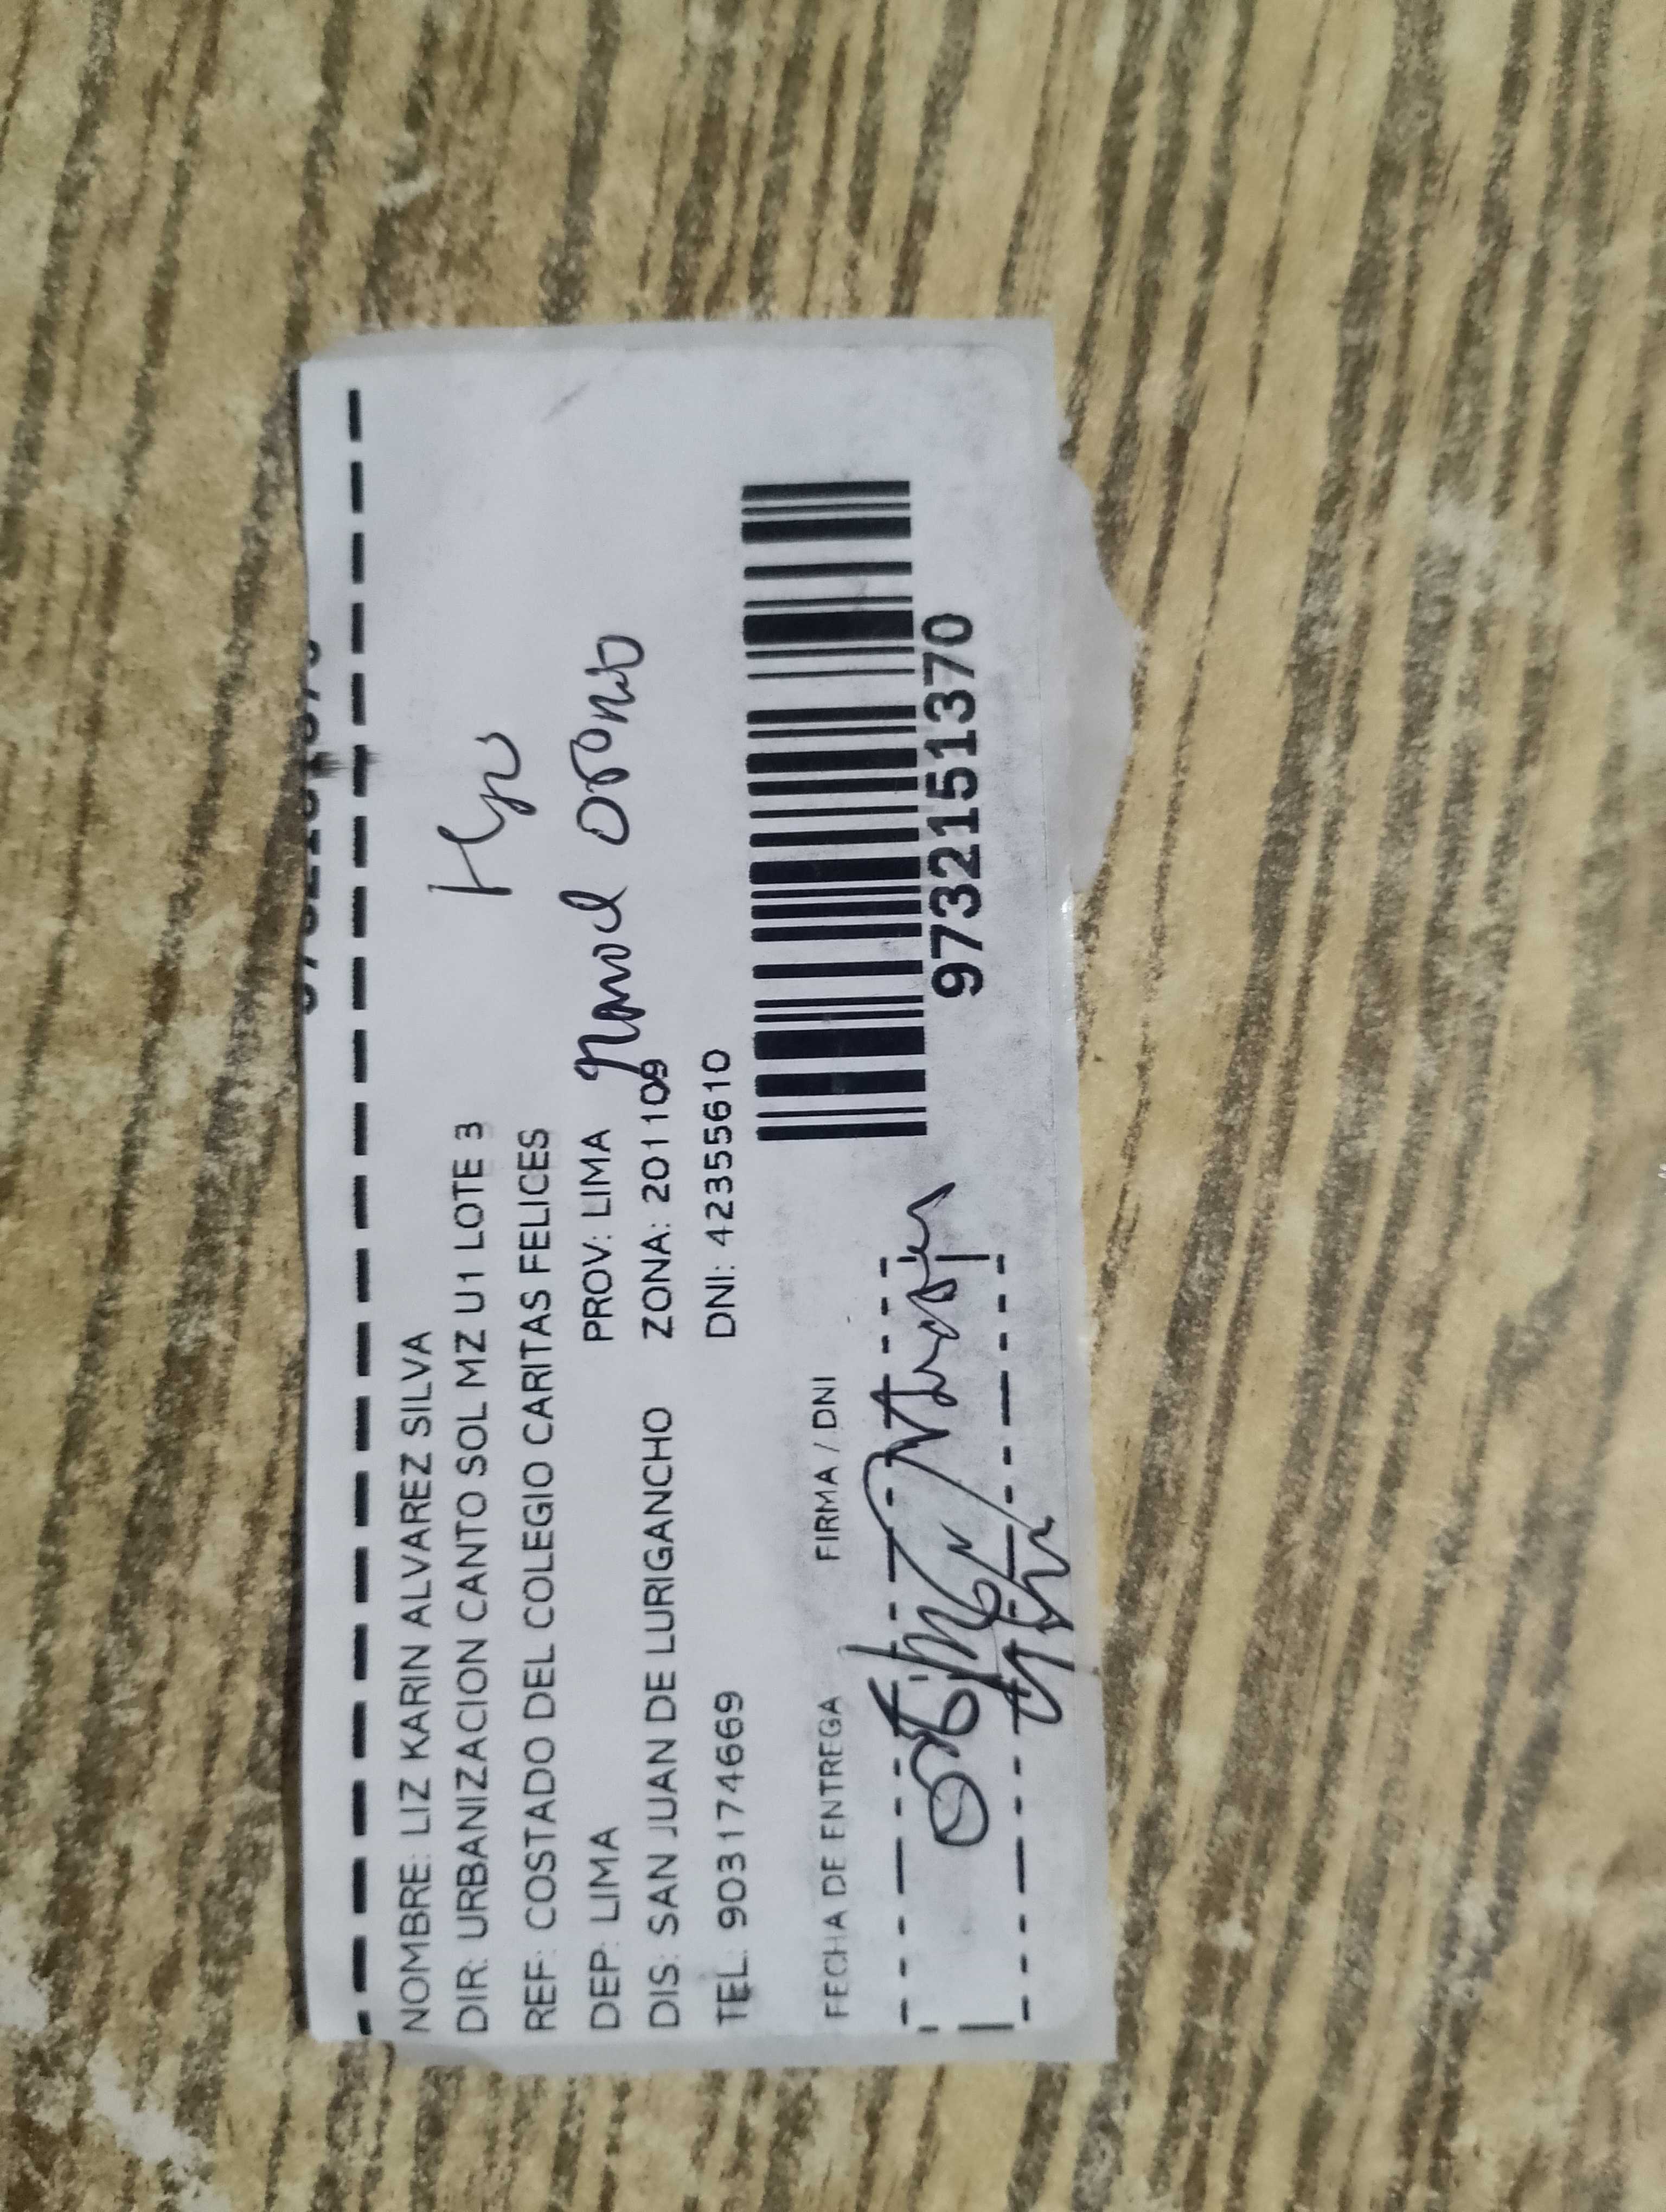 NOMBRE: LIZ KARIN ALVAREZ SILVA
DIR: URBANIZACION CANTO SOL MZ U1 LOTE 3
REF: COSTADO DEL COLEGIO CARITAS FELICES
DEP: LIMA PROV: LIMA
DIS: SAN JUAN DE LURIGANCHO ZONA: 201109
TEL: 903174669 DNI: 42355610
FECHA DE ENTREGA FIRMA / DNI
9732151370